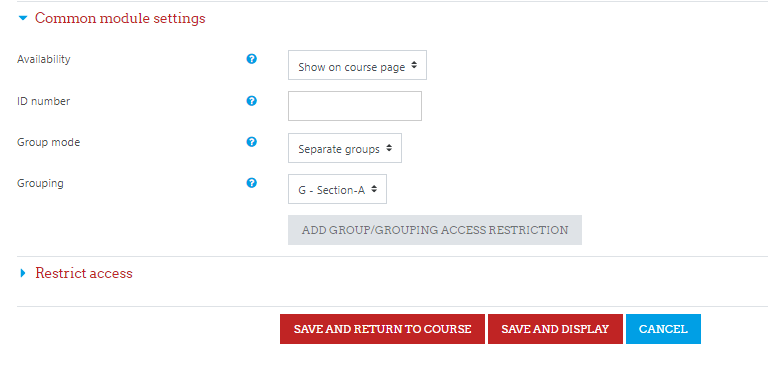 Common module settings
Availability
Show on course page
ID number
Group mode
Separate groups
Grouping
G - Section-A
ADD GROUP/GROUPING ACCESS RESTRICTION
Restrict access
SAVE AND RETURN TO COURSE SAVE AND DISPLAY CANCEL